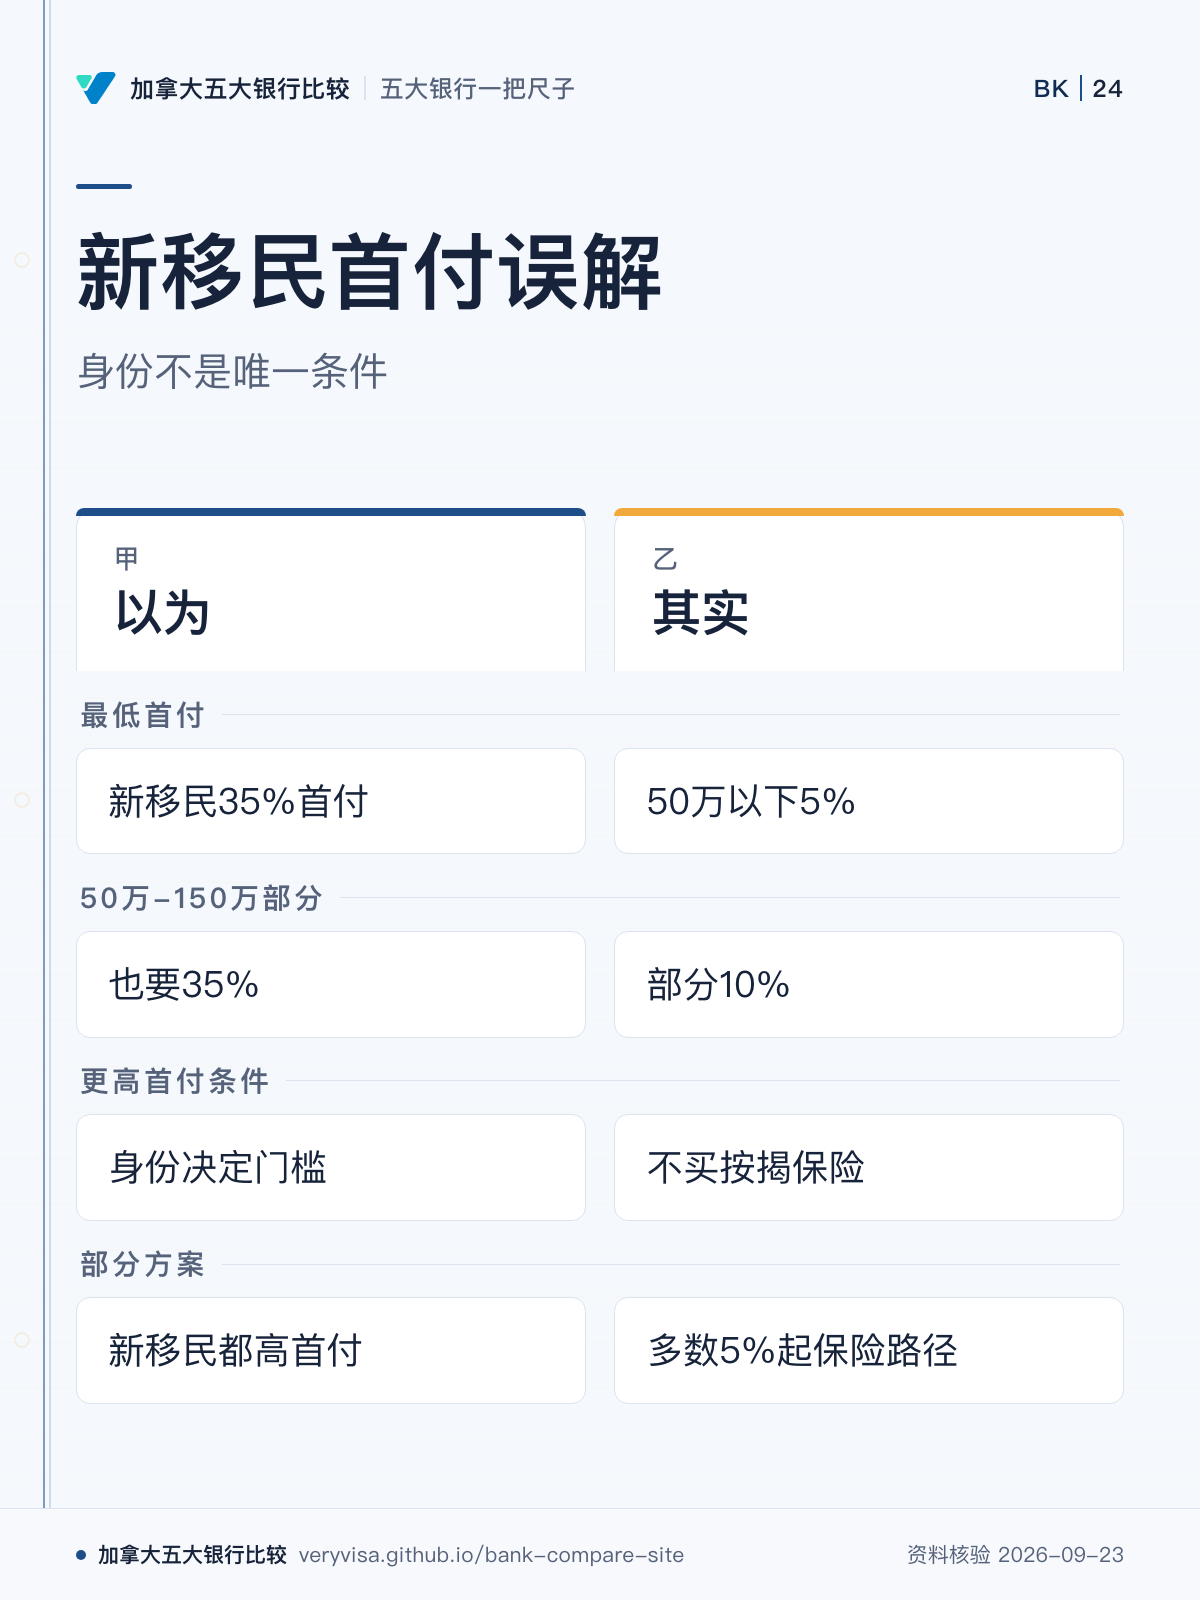 加拿大五大银行比较 五大银行一把尺子 BK 24
新移民首付误解
身份不是唯一条件
甲 乙
以为 其实
最低首付
新移民35%首付 50万以下5%
50万–150万部分
也要35% 部分10%
更高首付条件
身份决定门槛 不买按揭保险
部分方案
新移民都高首付 多数5%起保险路径
加拿大五大银行比较 veryvisa.github.io/bank-compare-site 资料核验 2026-09-23